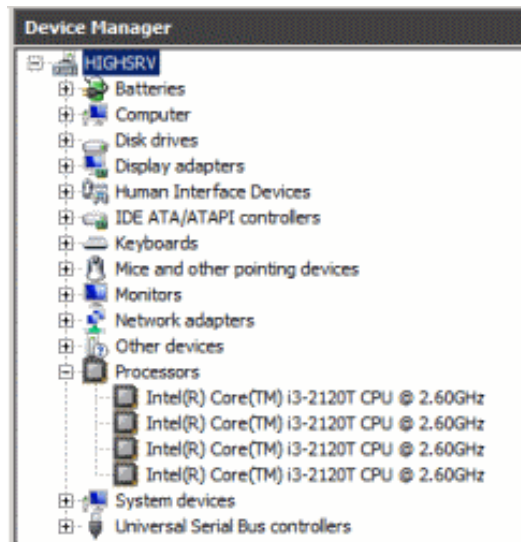 Device Manager
HIGHSRV
Batteries
Computer
Disk drives
Display adapters
Human Interface Devices
IDE ATA/ATAPI controllers
Keyboards
Mice and other pointing devices
Monitors
Network adapters
Other devices
Processors
Intel(R) Core(TM) i3-2120T CPU @ 2.60GHz
Intel(R) Core(TM) i3-2120T CPU @ 2.60GHz
Intel(R) Core(TM) i3-2120T CPU @ 2.60GHz
Intel(R) Core(TM) i3-2120T CPU @ 2.60GHz
System devices
Universal Serial Bus controllers